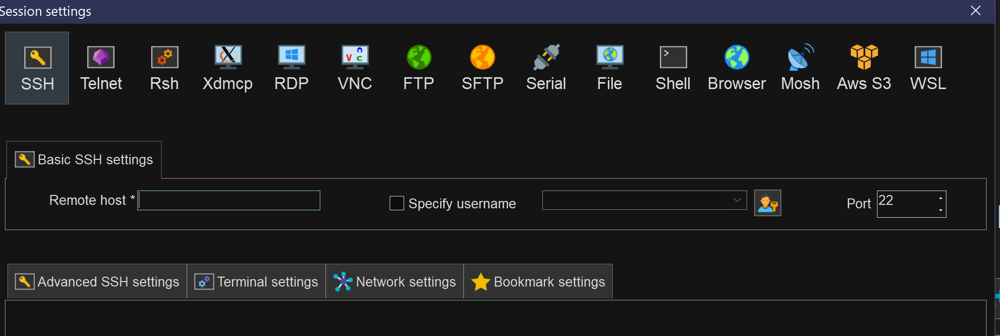 Session settings
SSH Telnet Rsh Xdmcp RDP VNC FTP SFTP Serial File Shell Browser Mosh Aws S3 WSL
Basic SSH settings
Remote host * Specify username Port 22
Advanced SSH settings Terminal settings Network settings Bookmark settings